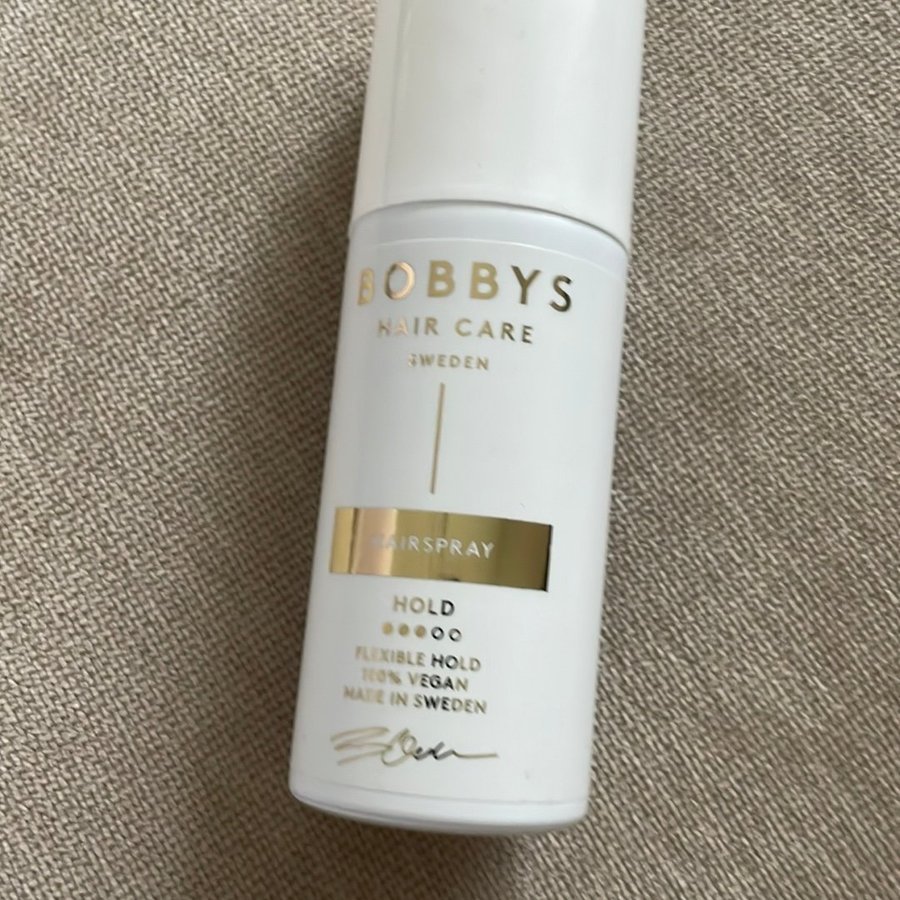 BOBBYS
HAIR CARE
SWEDEN
HAIRSPRAY
HOLD
FLEXIBLE HOLD
100% VEGAN
MADE IN SWEDEN